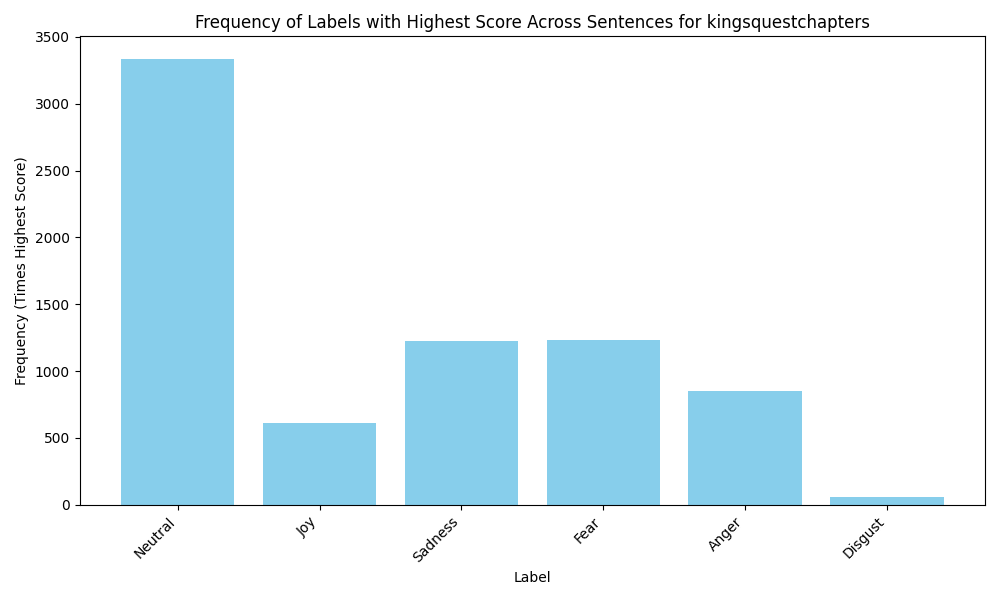 Frequency of Labels with Highest Score Across Sentences for kingsquestchapters
Frequency (Times Highest Score)
3500
3000
2500
2000
1500
1000
500
0
Neutral
Joy
Sadness
Fear
Anger
Disgust
Label